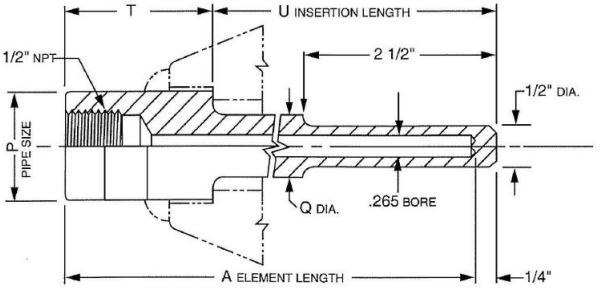 T
U INSERTION LENGTH
2 1/2"
1/2" NPT
1/2" DIA.
P
PIPE SIZE
Q DIA.
.265 BORE
1/4"
A ELEMENT LENGTH